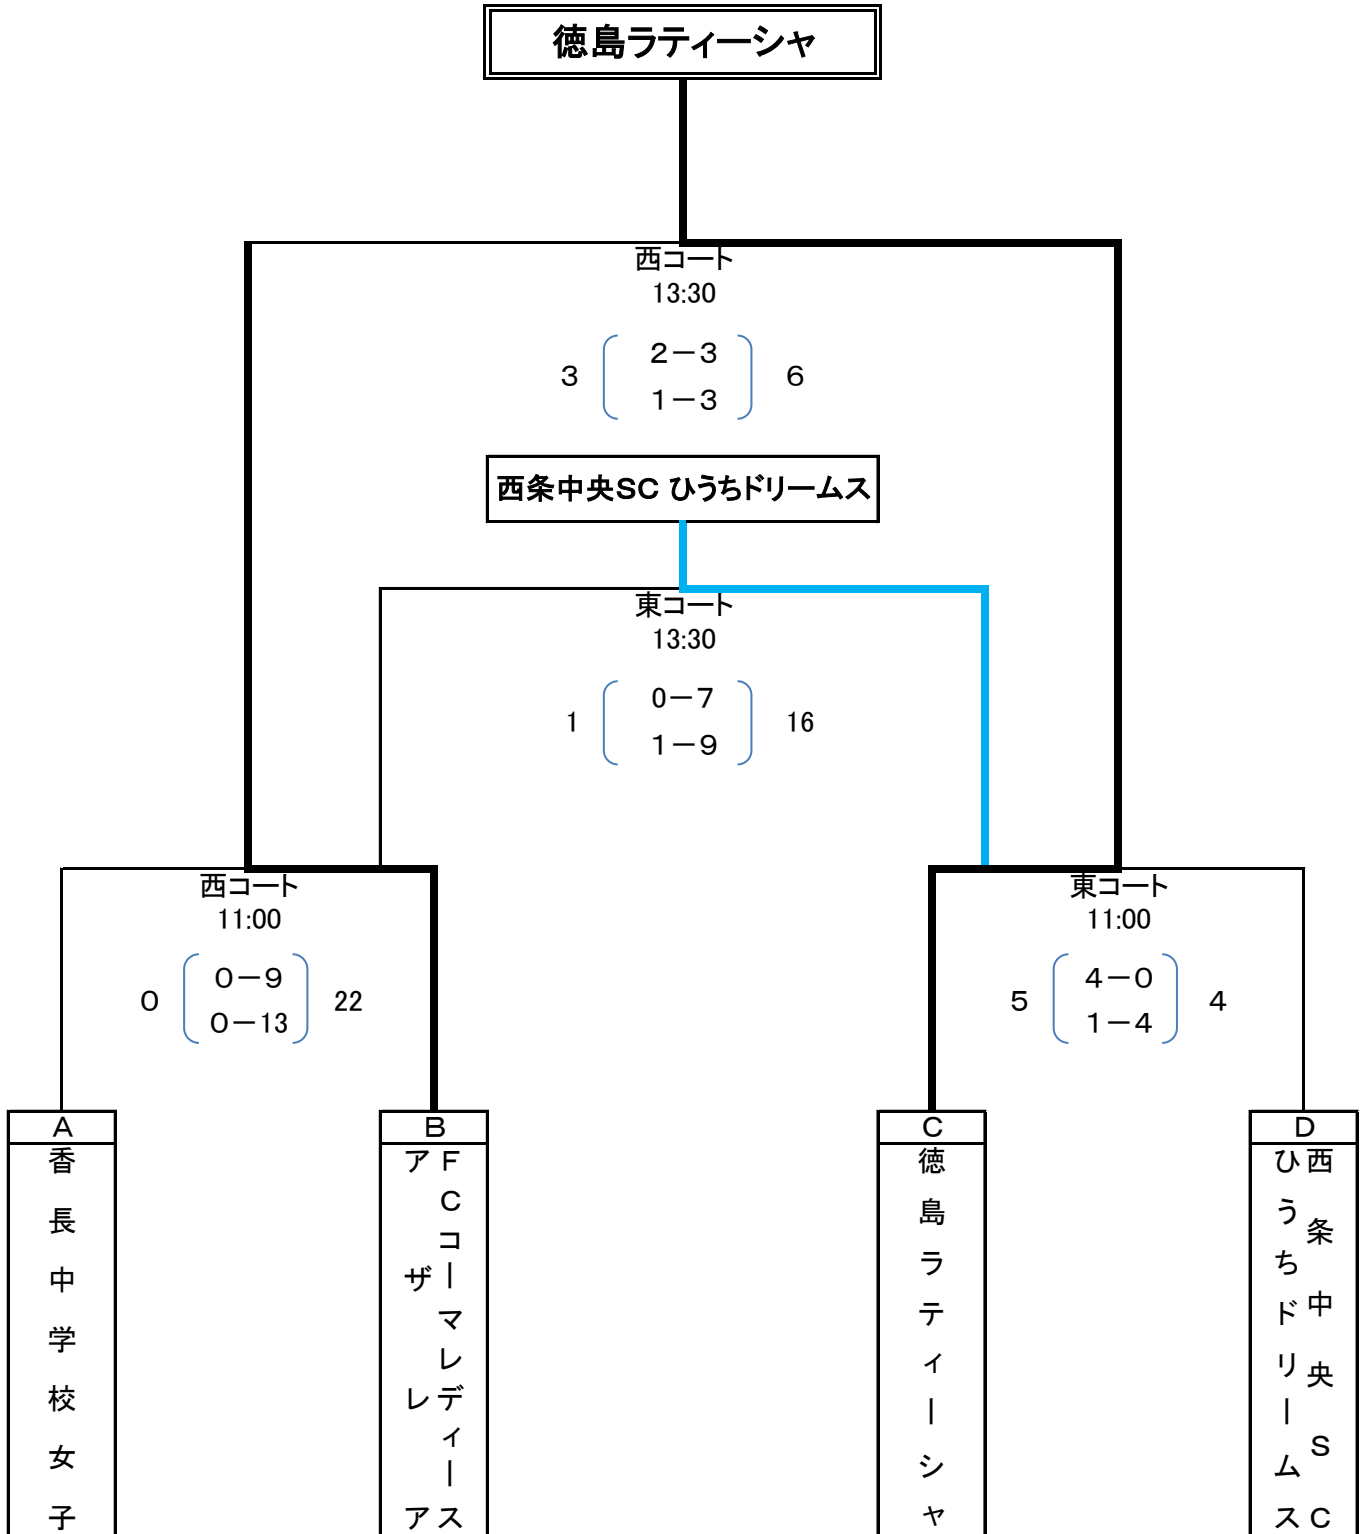 徳島ラティーシャ
西コート
13:30
3 2－3 6
1－3
西条中央SC ひうちドリームス
東コート
13:30
1 0－7 16
1－9
西コート
11:00
0 0－9 22
0－13
東コート
11:00
5 4－0 4
1－4
A
香長中学校女子
B
FCコーマレディース
アザレア
C
徳島ラティーシャ
D
西条中央SC
ひうちドリームス